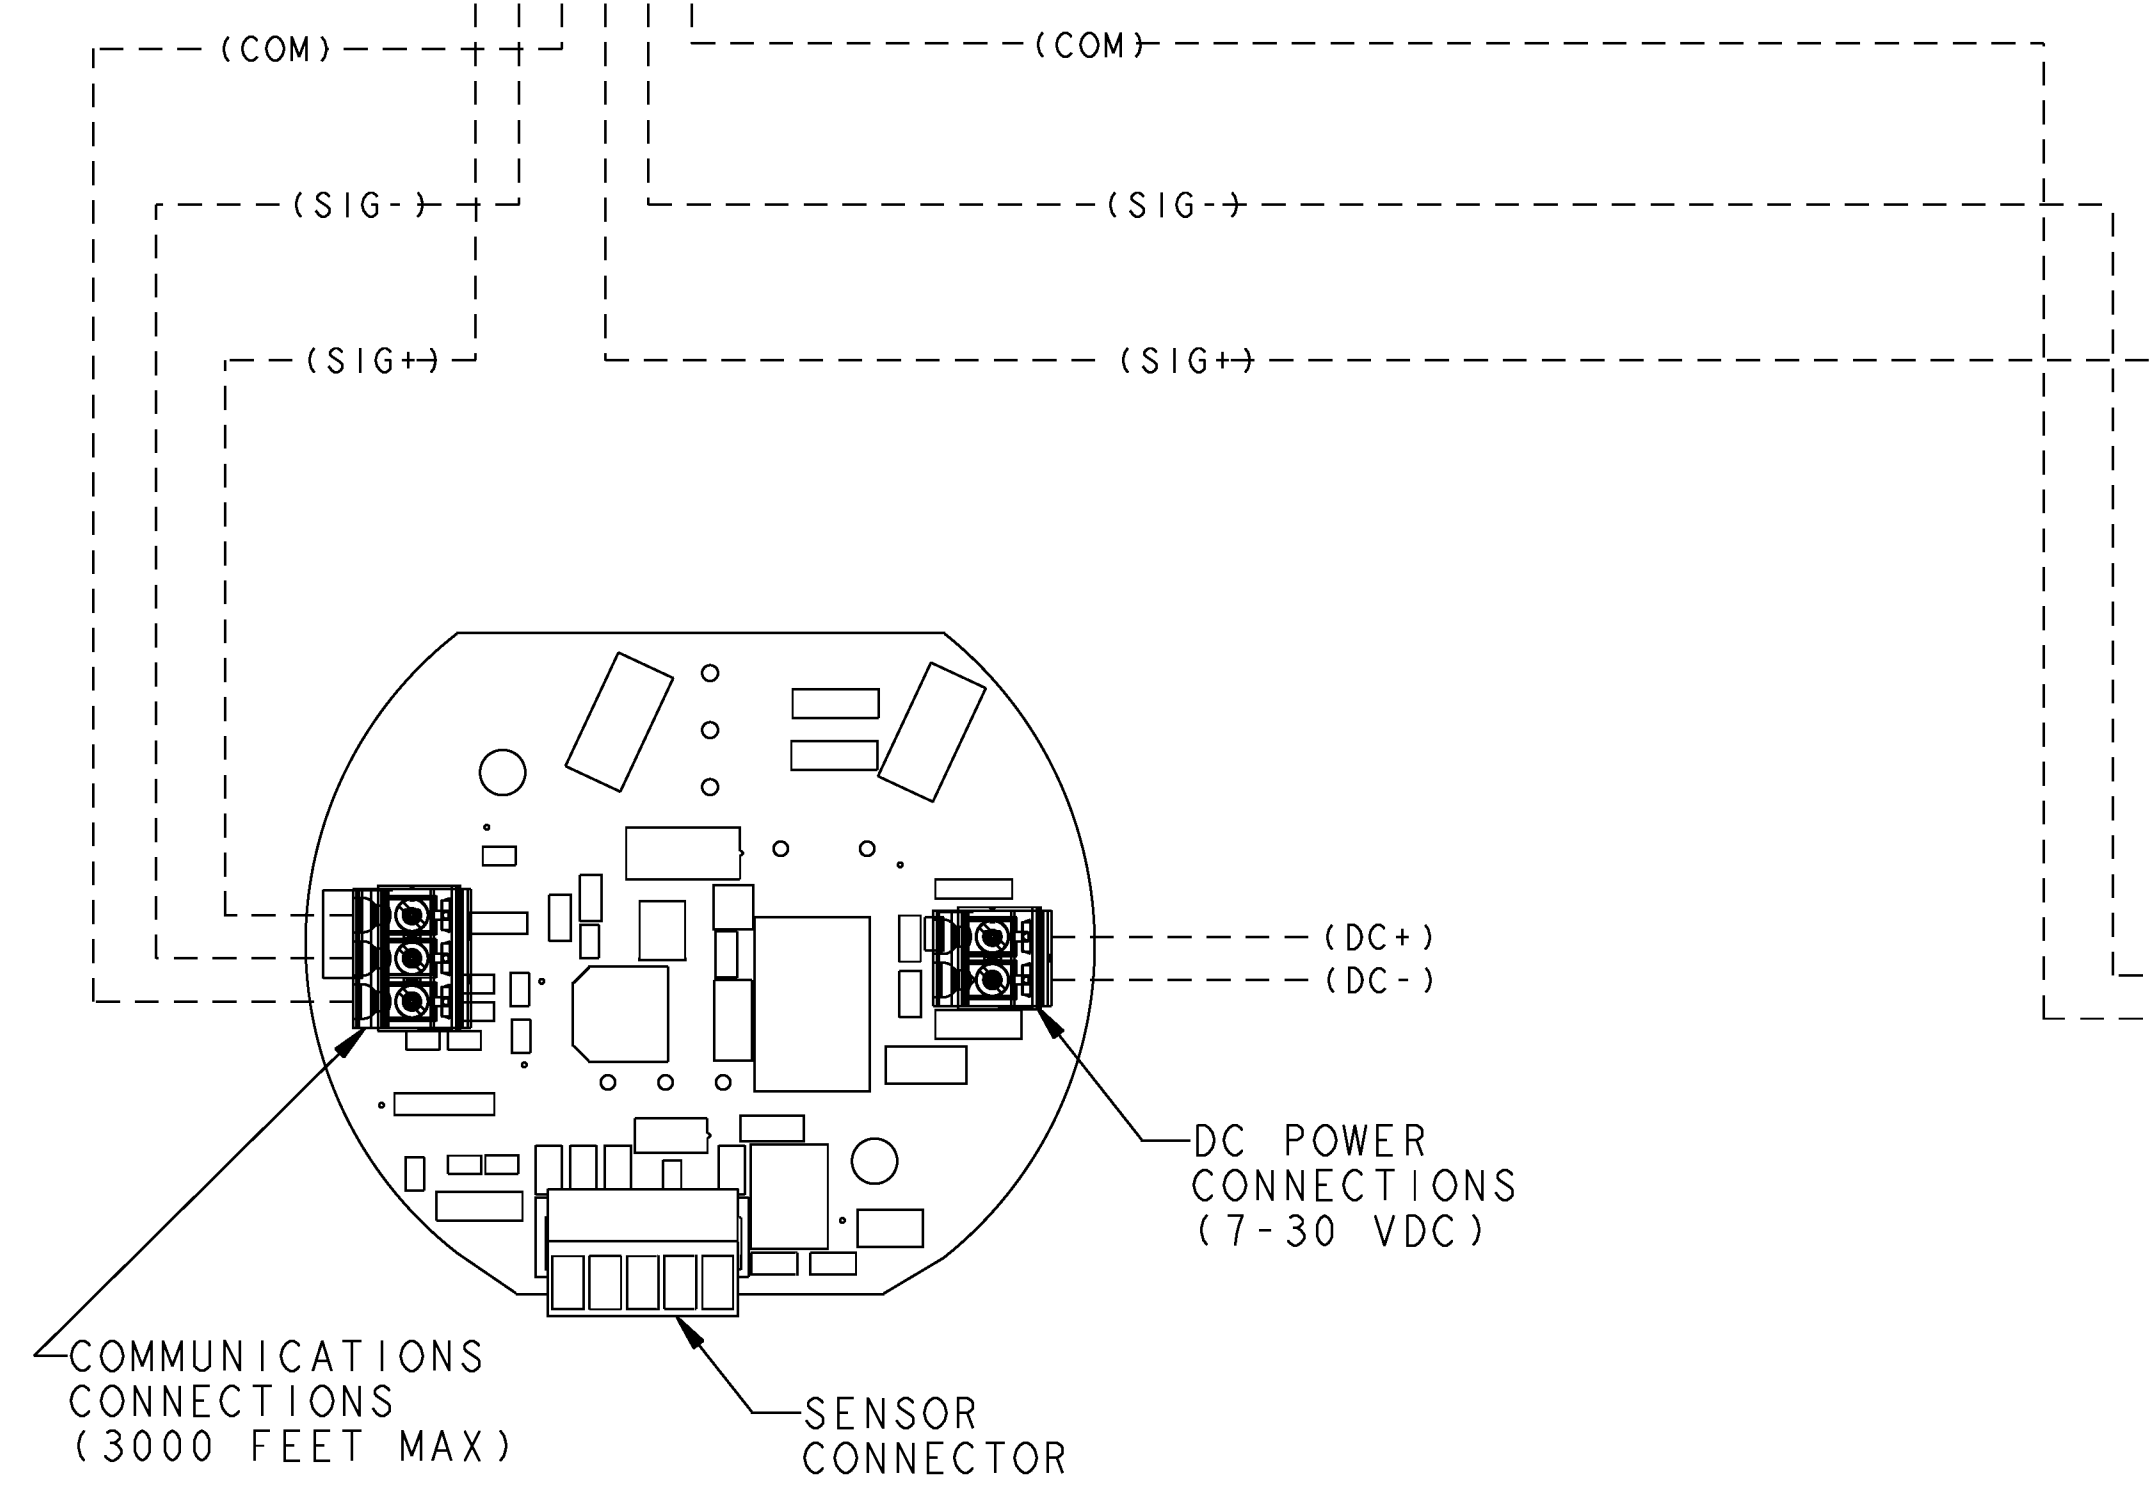 (COM)
(COM)
(SIG-)
(SIG-)
(SIG+)
(SIG+)
(DC+)
(DC-)
DC POWER
CONNECTIONS
(7-30 VDC)
COMMUNICATIONS
CONNECTIONS
(3000 FEET MAX)
SENSOR
CONNECTOR